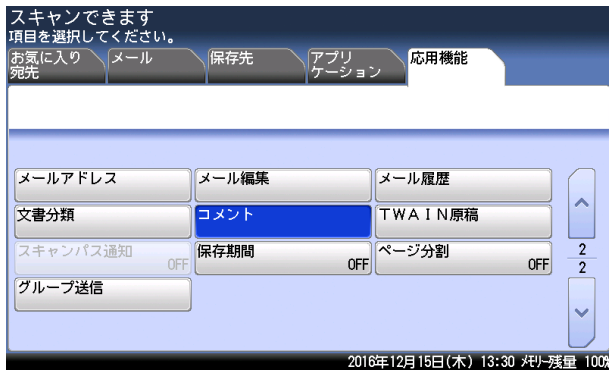 スキャンできます
項目を選択してください。
お気に入り
宛先
メール
保存先
アプリ
ケーション
応用機能
メールアドレス
メール編集
メール履歴
文書分類
コメント
TWAIN原稿
スキャンパス通知
OFF
保存期間
OFF
ページ分割
OFF
2
2
グループ送信
2016年12月15日(木) 13:30 メモリー残量 100%